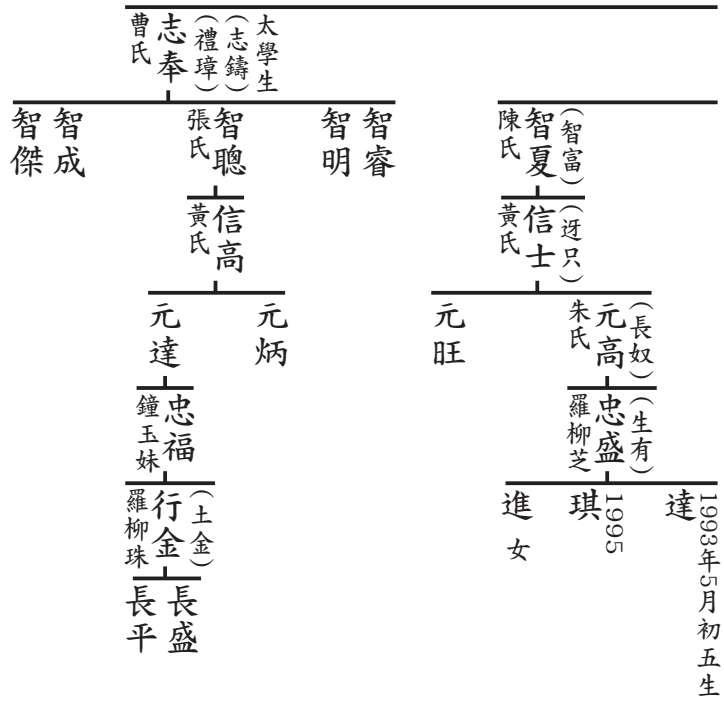 太學生
(志鑄)
(禮璋)
志奉
曹氏
(智富)
智夏
陳氏
智睿
智明
智聰
張氏
智成
智傑
(迓只)
信士
黃氏
信高
黃氏
(長奴)
元高
朱氏
元旺
元炳
元達
(生有)
忠盛
羅柳芝
忠福
鐘玉妹
1993年5月初五生
達
1995
琪
進女
(土金)
行金
羅柳珠
長盛
長平